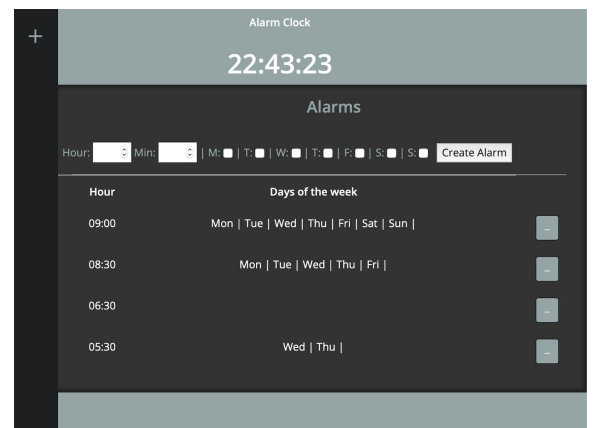 +
Alarm Clock
22:43:23
Alarms
Hour: Min: | M: | T: | W: | T: | F: | S: | S: Create Alarm
Hour Days of the week
09:00 Mon | Tue | Wed | Thu | Fri | Sat | Sun | –
08:30 Mon | Tue | Wed | Thu | Fri | –
06:30 –
05:30 Wed | Thu | –